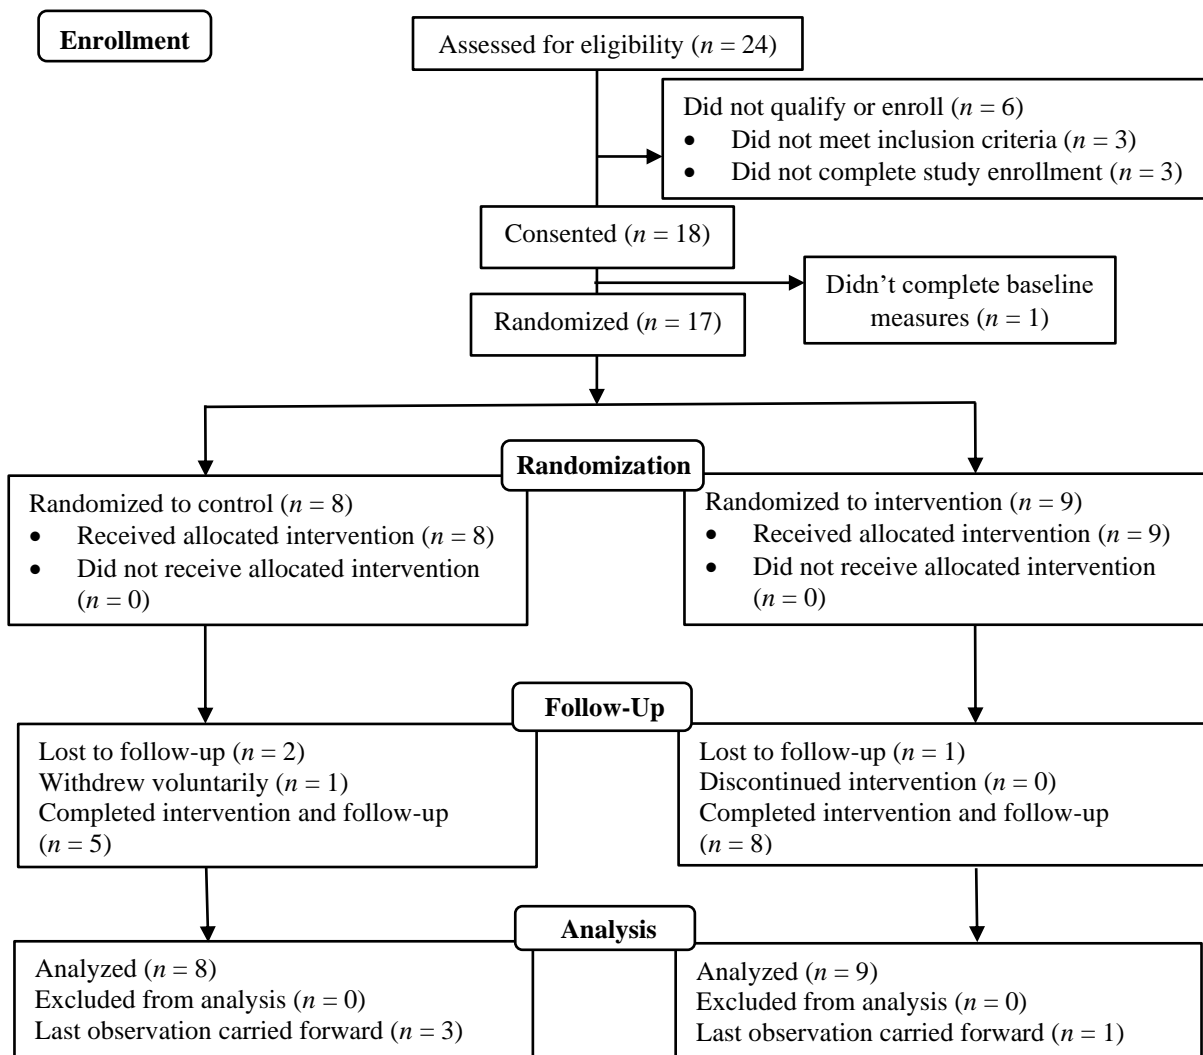 Enrollment
Assessed for eligibility (n = 24)
Did not qualify or enroll (n = 6)
• Did not meet inclusion criteria (n = 3)
• Did not complete study enrollment (n = 3)
Consented (n = 18)
Didn’t complete baseline
measures (n = 1)
Randomized (n = 17)
Randomization
Randomized to control (n = 8)
• Received allocated intervention (n = 8)
• Did not receive allocated intervention
(n = 0)
Randomized to intervention (n = 9)
• Received allocated intervention (n = 9)
• Did not receive allocated intervention
(n = 0)
Follow-Up
Lost to follow-up (n = 2)
Withdrew voluntarily (n = 1)
Completed intervention and follow-up
(n = 5)
Lost to follow-up (n = 1)
Discontinued intervention (n = 0)
Completed intervention and follow-up
(n = 8)
Analysis
Analyzed (n = 8)
Excluded from analysis (n = 0)
Last observation carried forward (n = 3)
Analyzed (n = 9)
Excluded from analysis (n = 0)
Last observation carried forward (n = 1)